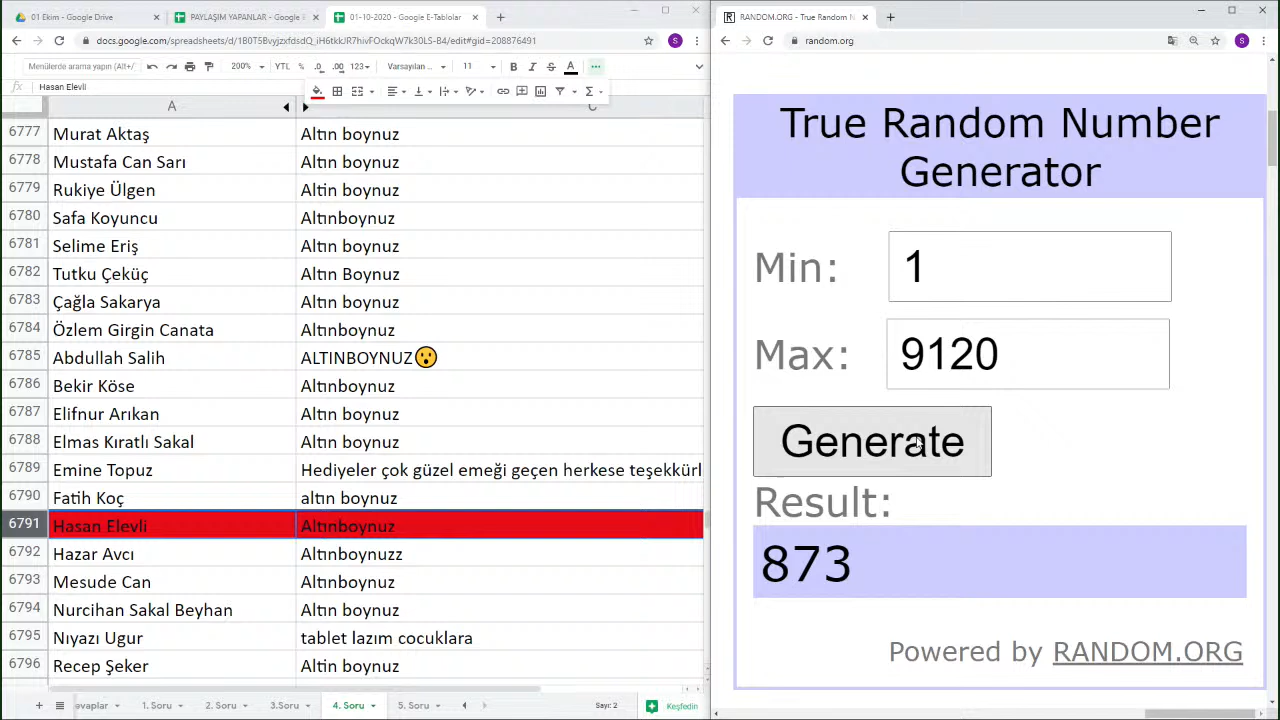 01 Ekim - Google Drive
PAYLAŞIM YAPANLAR - Google E
01-10-2020 - Google E-Tablolar
RANDOM.ORG - True Random N
random.org
Menülerde arama yapın (Alt+/
200%
YTL
%
.0
.00
123
Varsayılan ...
11
B
I
S
A
fx
Hasan Elevli
A
C
6777 Murat Aktaş Altın boynuz
6778 Mustafa Can Sarı Altın boynuz
6779 Rukiye Ülgen Altın boynuz
6780 Safa Koyuncu Altınboynuz
6781 Selime Eriş Altın boynuz
6782 Tutku Çeküç Altın Boynuz
6783 Çağla Sakarya Altın boynuz
6784 Özlem Girgin Canata Altınboynuz
6785 Abdullah Salih ALTINBOYNUZ😮
6786 Bekir Köse Altınboynuz
6787 Elifnur Arıkan Altın boynuz
6788 Elmas Kıratlı Sakal Altın boynuz
6789 Emine Topuz Hediyeler çok güzel emeği geçen herkese teşekkürl
6790 Fatih Koç altın boynuz
6791 Hasan Elevli Altınboynuz
6792 Hazar Avcı Altınboynuzz
6793 Mesude Can Altınboynuz
6794 Nurcihan Sakal Beyhan Altın boynuz
6795 Nıyazı Ugur tablet lazım cocuklara
6796 Recep Şeker Altın boynuz
evaplar
1. Soru
2. Soru
3.Soru
4. Soru
5. Soru
Sayı: 2
Keşfedin
True Random Number
Generator
Min: 1
Max: 9120
Generate
Result:
873
Powered by RANDOM.ORG